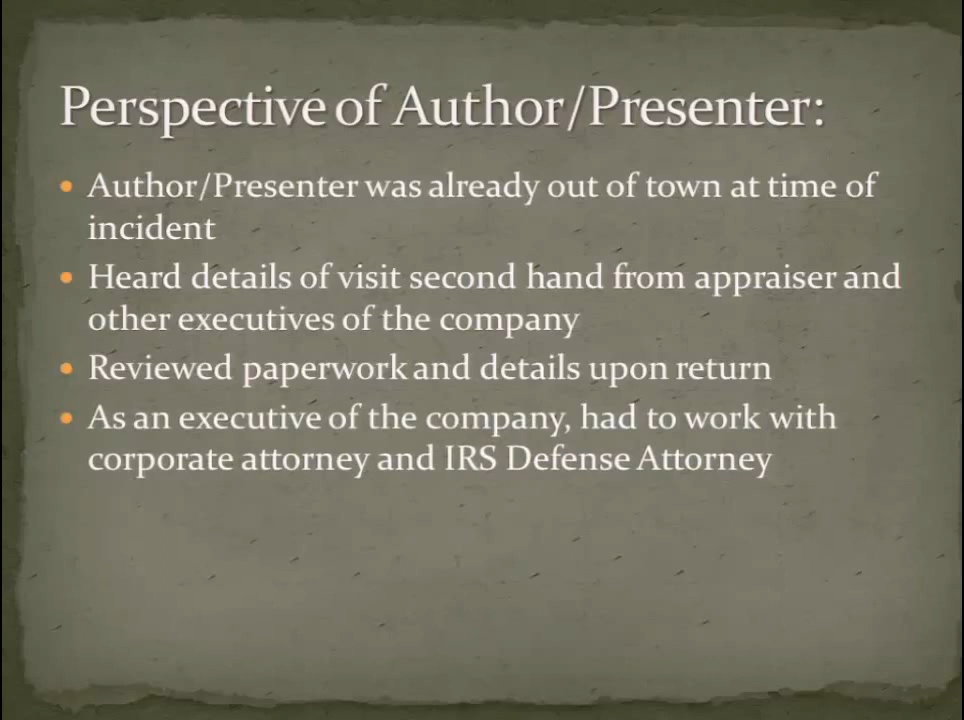 Perspective of Author/Presenter:
• Author/Presenter was already out of town at time of
incident
• Heard details of visit second hand from appraiser and
other executives of the company
• Reviewed paperwork and details upon return
• As an executive of the company, had to work with
corporate attorney and IRS Defense Attorney